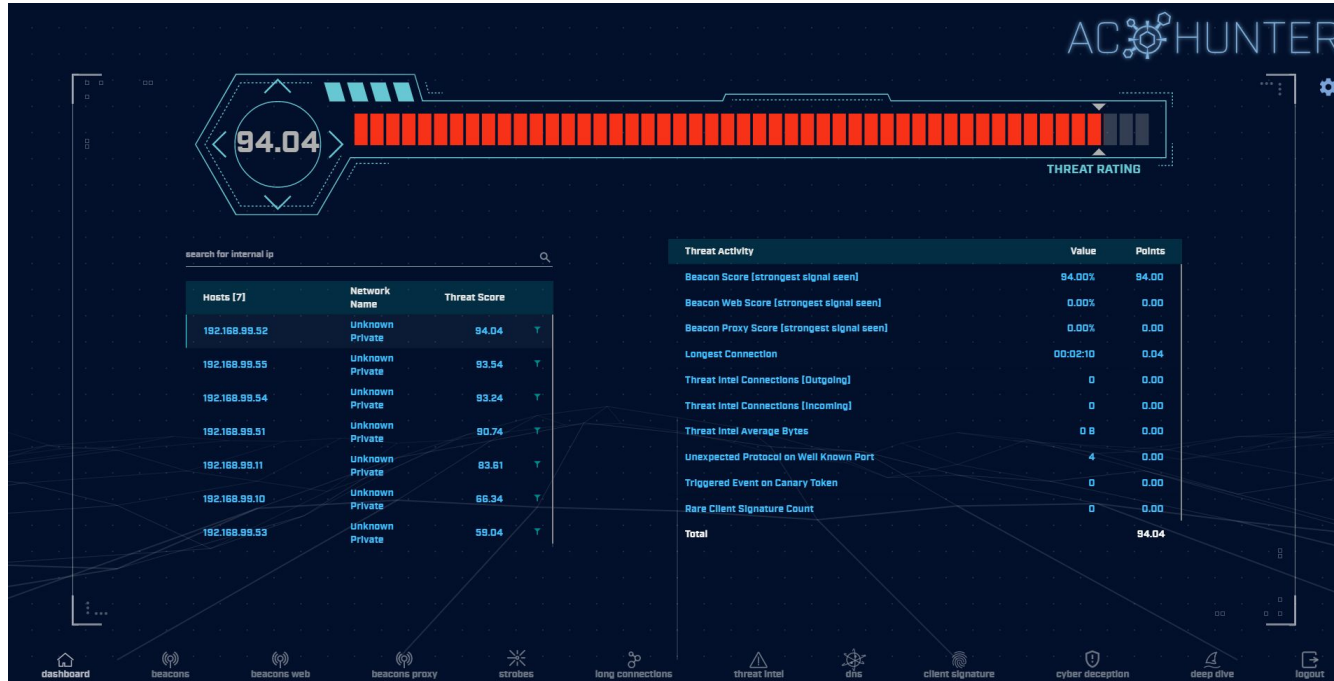 AC HUNTER
94.04
THREAT RATING
search for internal ip
Hosts [7] Network Name Threat Score
192.168.99.52 Unknown Private 94.04
192.168.99.55 Unknown Private 93.54
192.168.99.54 Unknown Private 93.24
192.168.99.51 Unknown Private 90.74
192.168.99.11 Unknown Private 83.61
192.168.99.10 Unknown Private 66.34
192.168.99.53 Unknown Private 59.04
Threat Activity Value Points
Beacon Score [strongest signal seen] 94.00% 94.00
Beacon Web Score [strongest signal seen] 0.00% 0.00
Beacon Proxy Score [strongest signal seen] 0.00% 0.00
Longest Connection 00:02:10 0.04
Threat Intel Connections [Outgoing] 0 0.00
Threat Intel Connections [Incoming] 0 0.00
Threat Intel Average Bytes 0 B 0.00
Unexpected Protocol on Well Known Port 4 0.00
Triggered Event on Canary Token 0 0.00
Rare Client Signature Count 0 0.00
Total 94.04
dashboard beacons beacons web beacons proxy strobes long connections threat intel dns client signature cyber deception deep dive logout